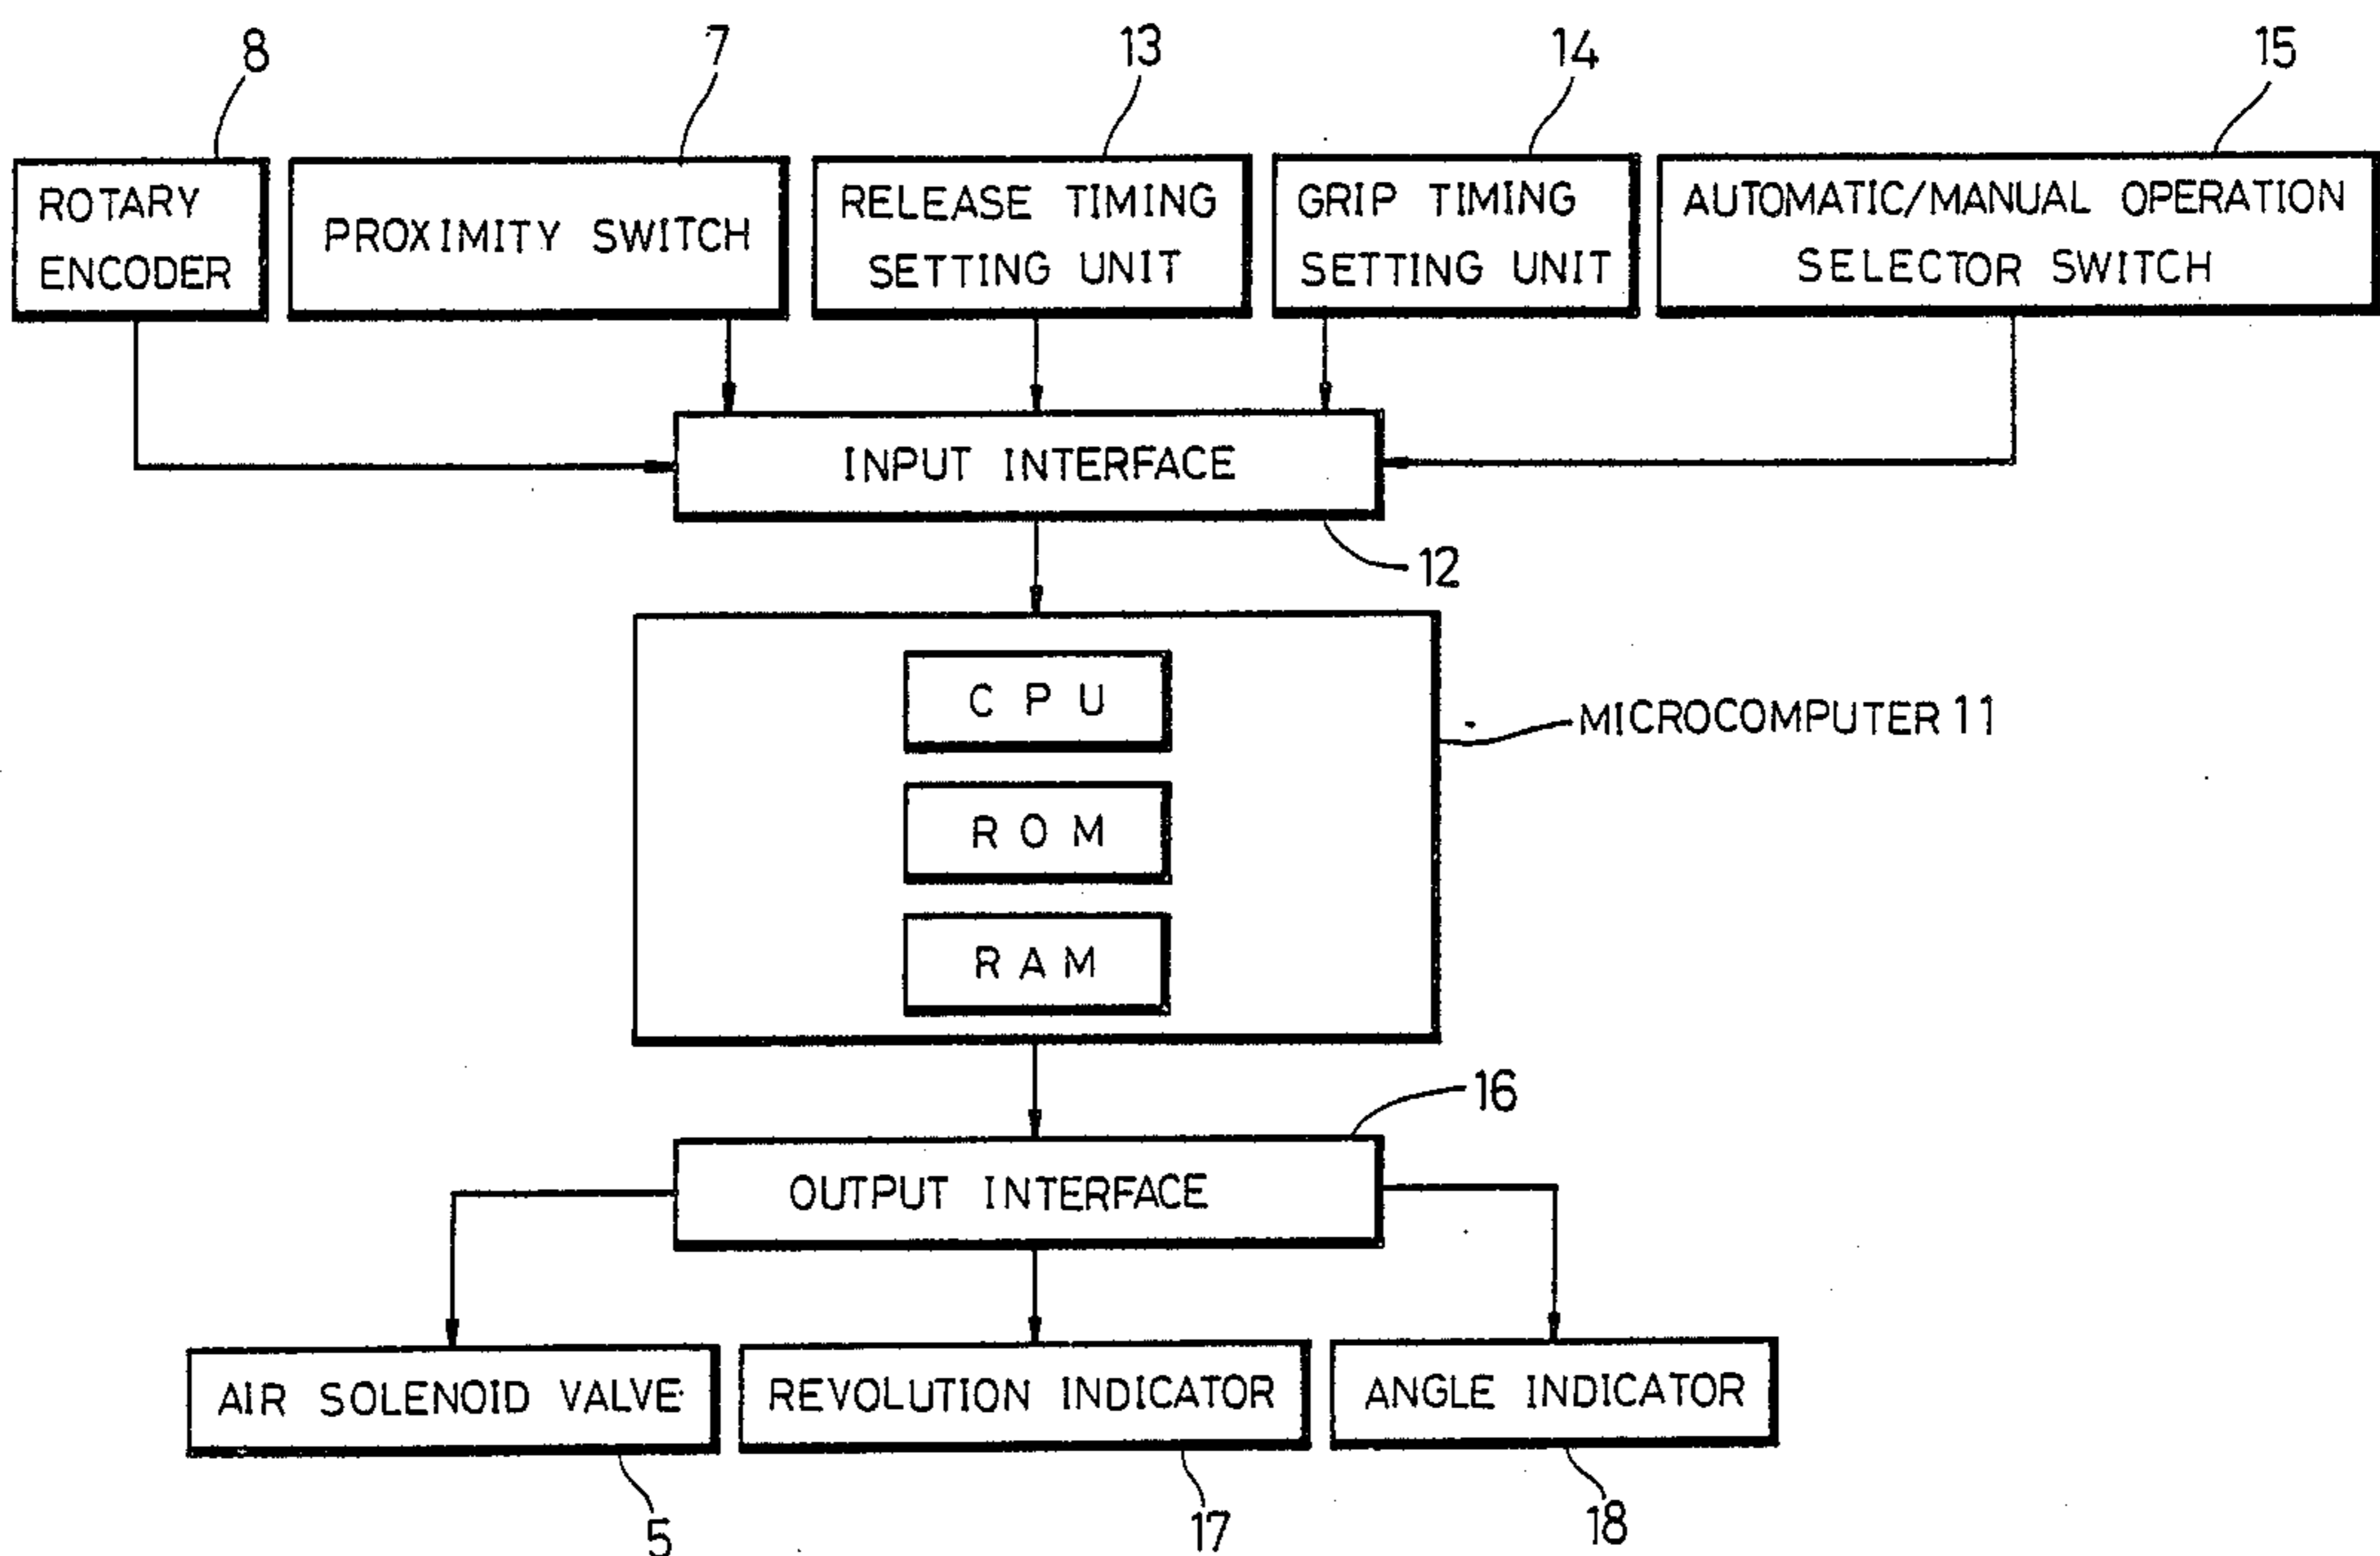 8
7
13
14
15
ROTARY
ENCODER
PROXIMITY SWITCH
RELEASE TIMING
SETTING UNIT
GRIP TIMING
SETTING UNIT
AUTOMATIC/MANUAL OPERATION
SELECTOR SWITCH
INPUT INTERFACE
12
CPU
MICROCOMPUTER 11
ROM
RAM
16
OUTPUT INTERFACE
AIR SOLENOID VALVE
REVOLUTION INDICATOR
ANGLE INDICATOR
5
17
18